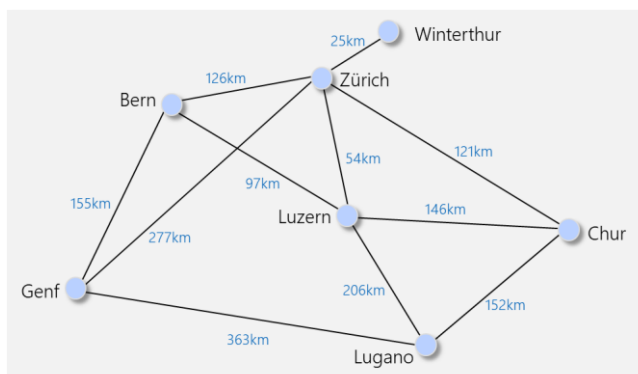 Winterthur
25km
Zürich
126km
Bern
121km
54km
97km
155km
Luzern
146km
Chur
277km
206km
Genf
152km
363km
Lugano